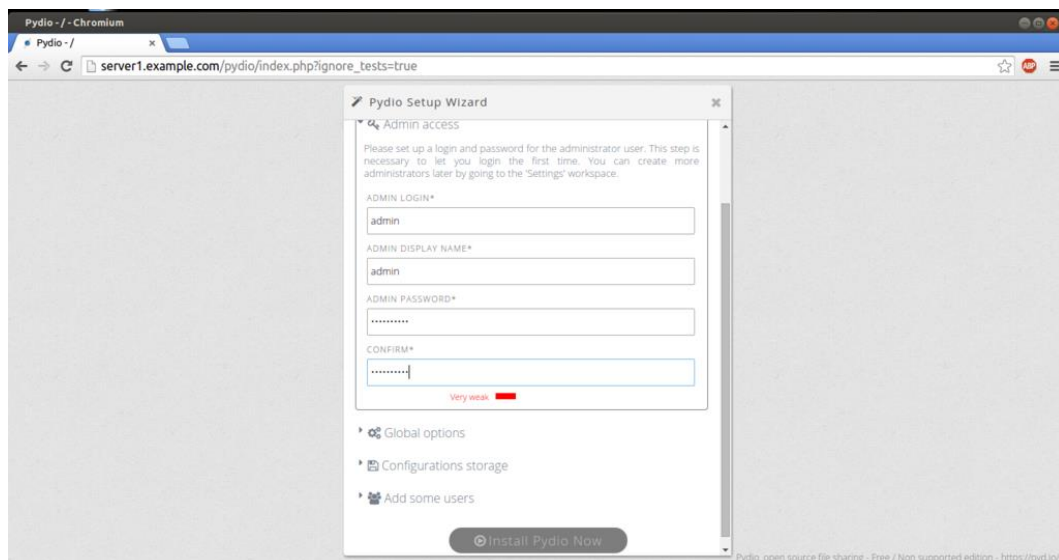 Pydio - / - Chromium
Pydio - /
server1.example.com/pydio/index.php?ignore_tests=true
ABP
Pydio Setup Wizard
Admin access
Please set up a login and password for the administrator user. This step is
necessary to let you login the first time. You can create more
administrators later by going to the 'Settings' workspace.
ADMIN LOGIN*
admin
ADMIN DISPLAY NAME*
admin
ADMIN PASSWORD*
••••••••••
CONFIRM*
••••••••••
Very weak
Global options
Configurations storage
Add some users
Install Pydio Now
Pydio, open source file sharing - Free / Non supported edition -